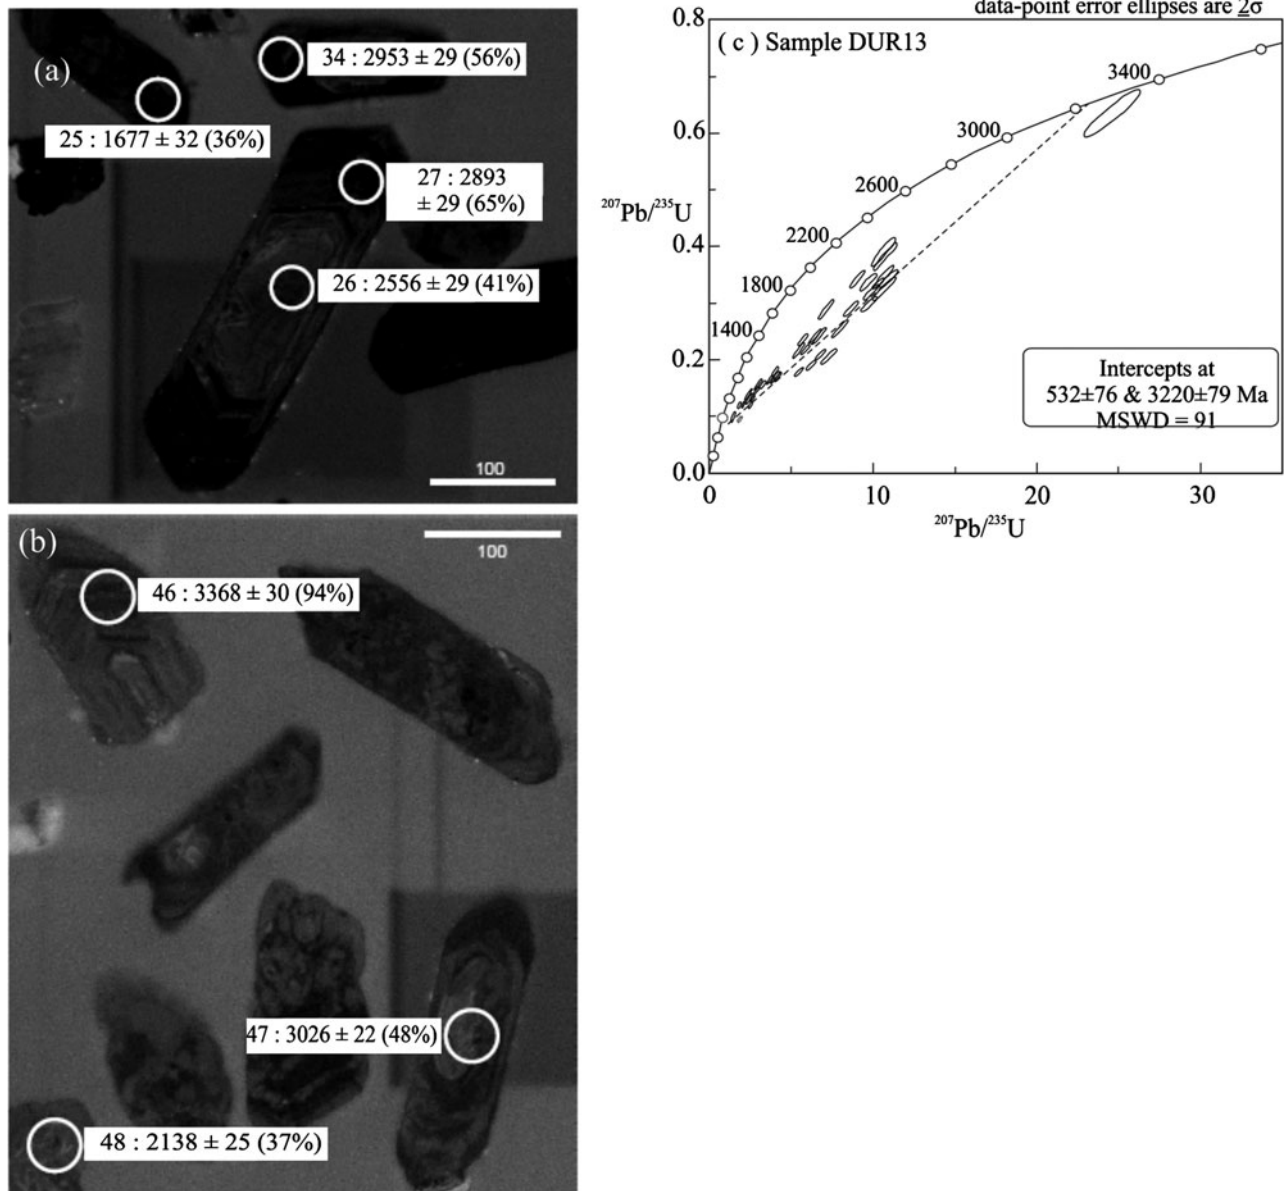 (a)
34 : 2953 ± 29 (56%)
25 : 1677 ± 32 (36%)
27 : 2893
± 29 (65%)
26 : 2556 ± 29 (41%)
100
(b)
100
46 : 3368 ± 30 (94%)
47 : 3026 ± 22 (48%)
48 : 2138 ± 25 (37%)
data-point error ellipses are 2σ
( c ) Sample DUR13
0.8
0.6
0.4
0.2
0.0
²⁰⁷Pb/²³⁵U
1400
1800
2200
2600
3000
3400
Intercepts at
532±76 & 3220±79 Ma
MSWD = 91
0
10
20
30
²⁰⁷Pb/²³⁵U